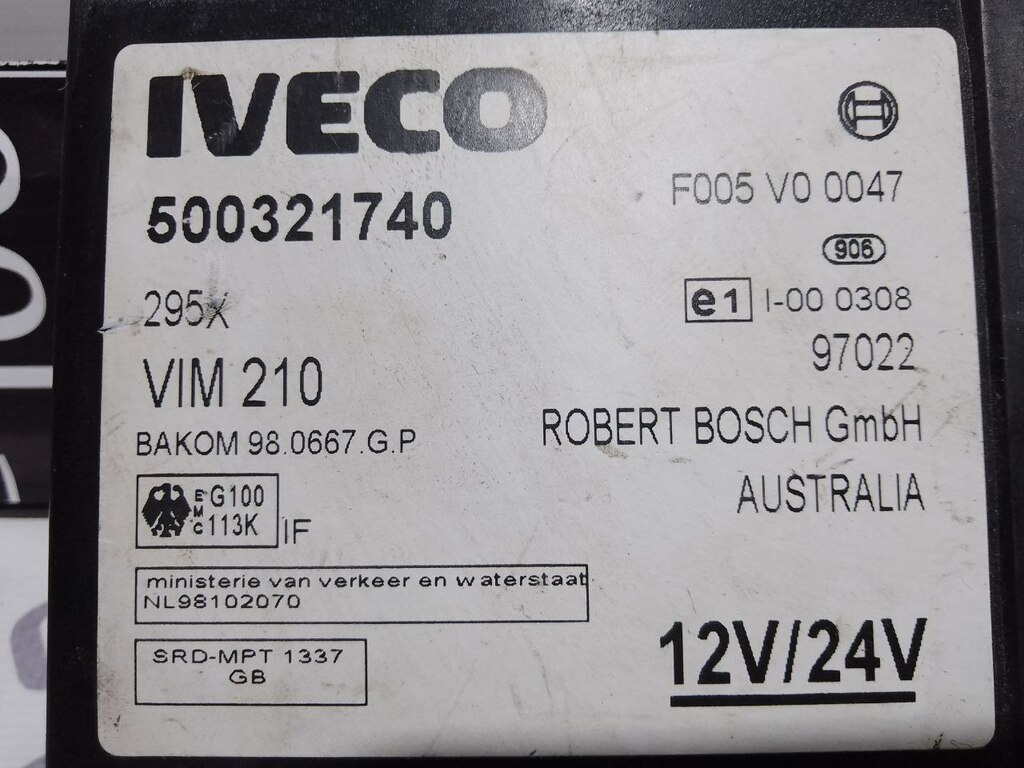 IVECO
500321740
F005 V0 0047
906
295X
e1 I-00 0308
97022
VIM 210
BAKOM 98.0667.G.P
ROBERT BOSCH GmbH
AUSTRALIA
EMC G100
113K
IF
ministerie van verkeer en waterstaat
NL98102070
SRD-MPT 1337
GB
12V/24V